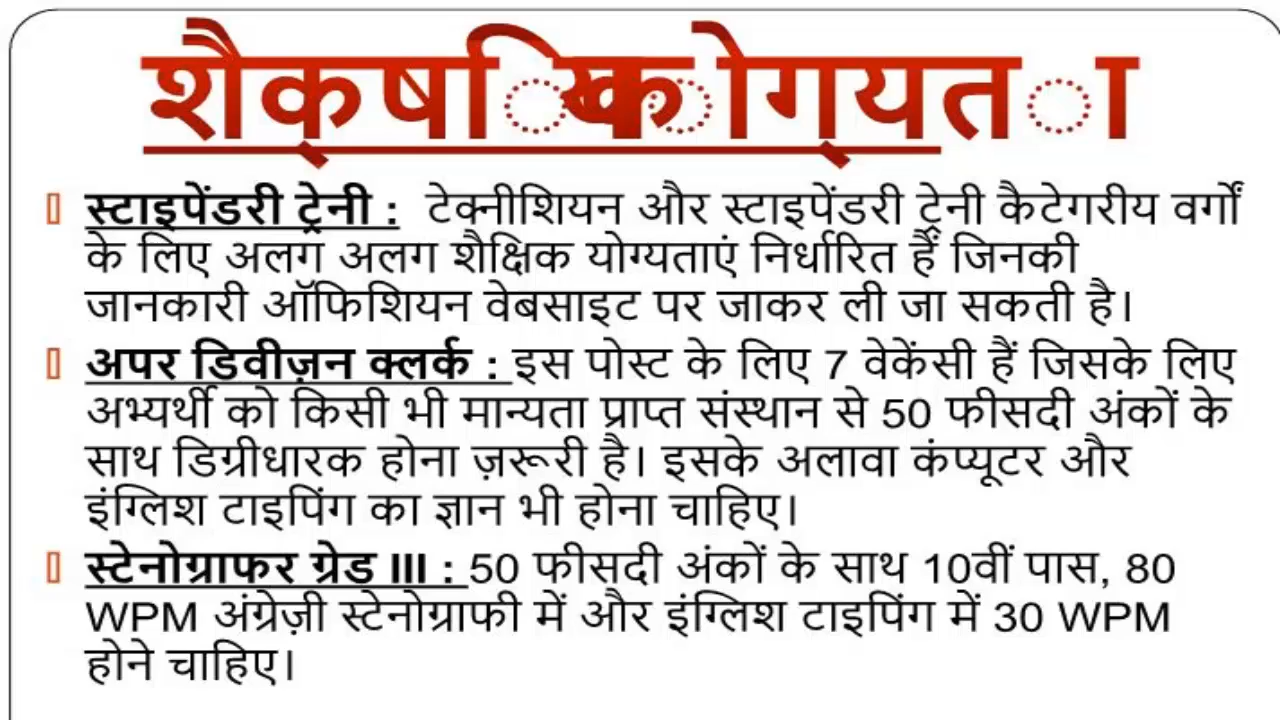 शैक्षिक योग्यता
स्टाइपेंडरी ट्रेनी : टेक्नीशियन और स्टाइपेंडरी ट्रेनी कैटेगरीय वर्गों
के लिए अलग अलग शैक्षिक योग्यताएं निर्धारित हैं जिनकी
जानकारी ऑफिशियन वेबसाइट पर जाकर ली जा सकती है।
अपर डिवीज़न क्लर्क : इस पोस्ट के लिए 7 वेकेंसी हैं जिसके लिए
अभ्यर्थी को किसी भी मान्यता प्राप्त संस्थान से 50 फीसदी अंकों के
साथ डिग्रीधारक होना ज़रूरी है। इसके अलावा कंप्यूटर और
इंग्लिश टाइपिंग का ज्ञान भी होना चाहिए।
स्टेनोग्राफर ग्रेड III : 50 फीसदी अंकों के साथ 10वीं पास, 80
WPM अंग्रेज़ी स्टेनोग्राफी में और इंग्लिश टाइपिंग में 30 WPM
होने चाहिए।